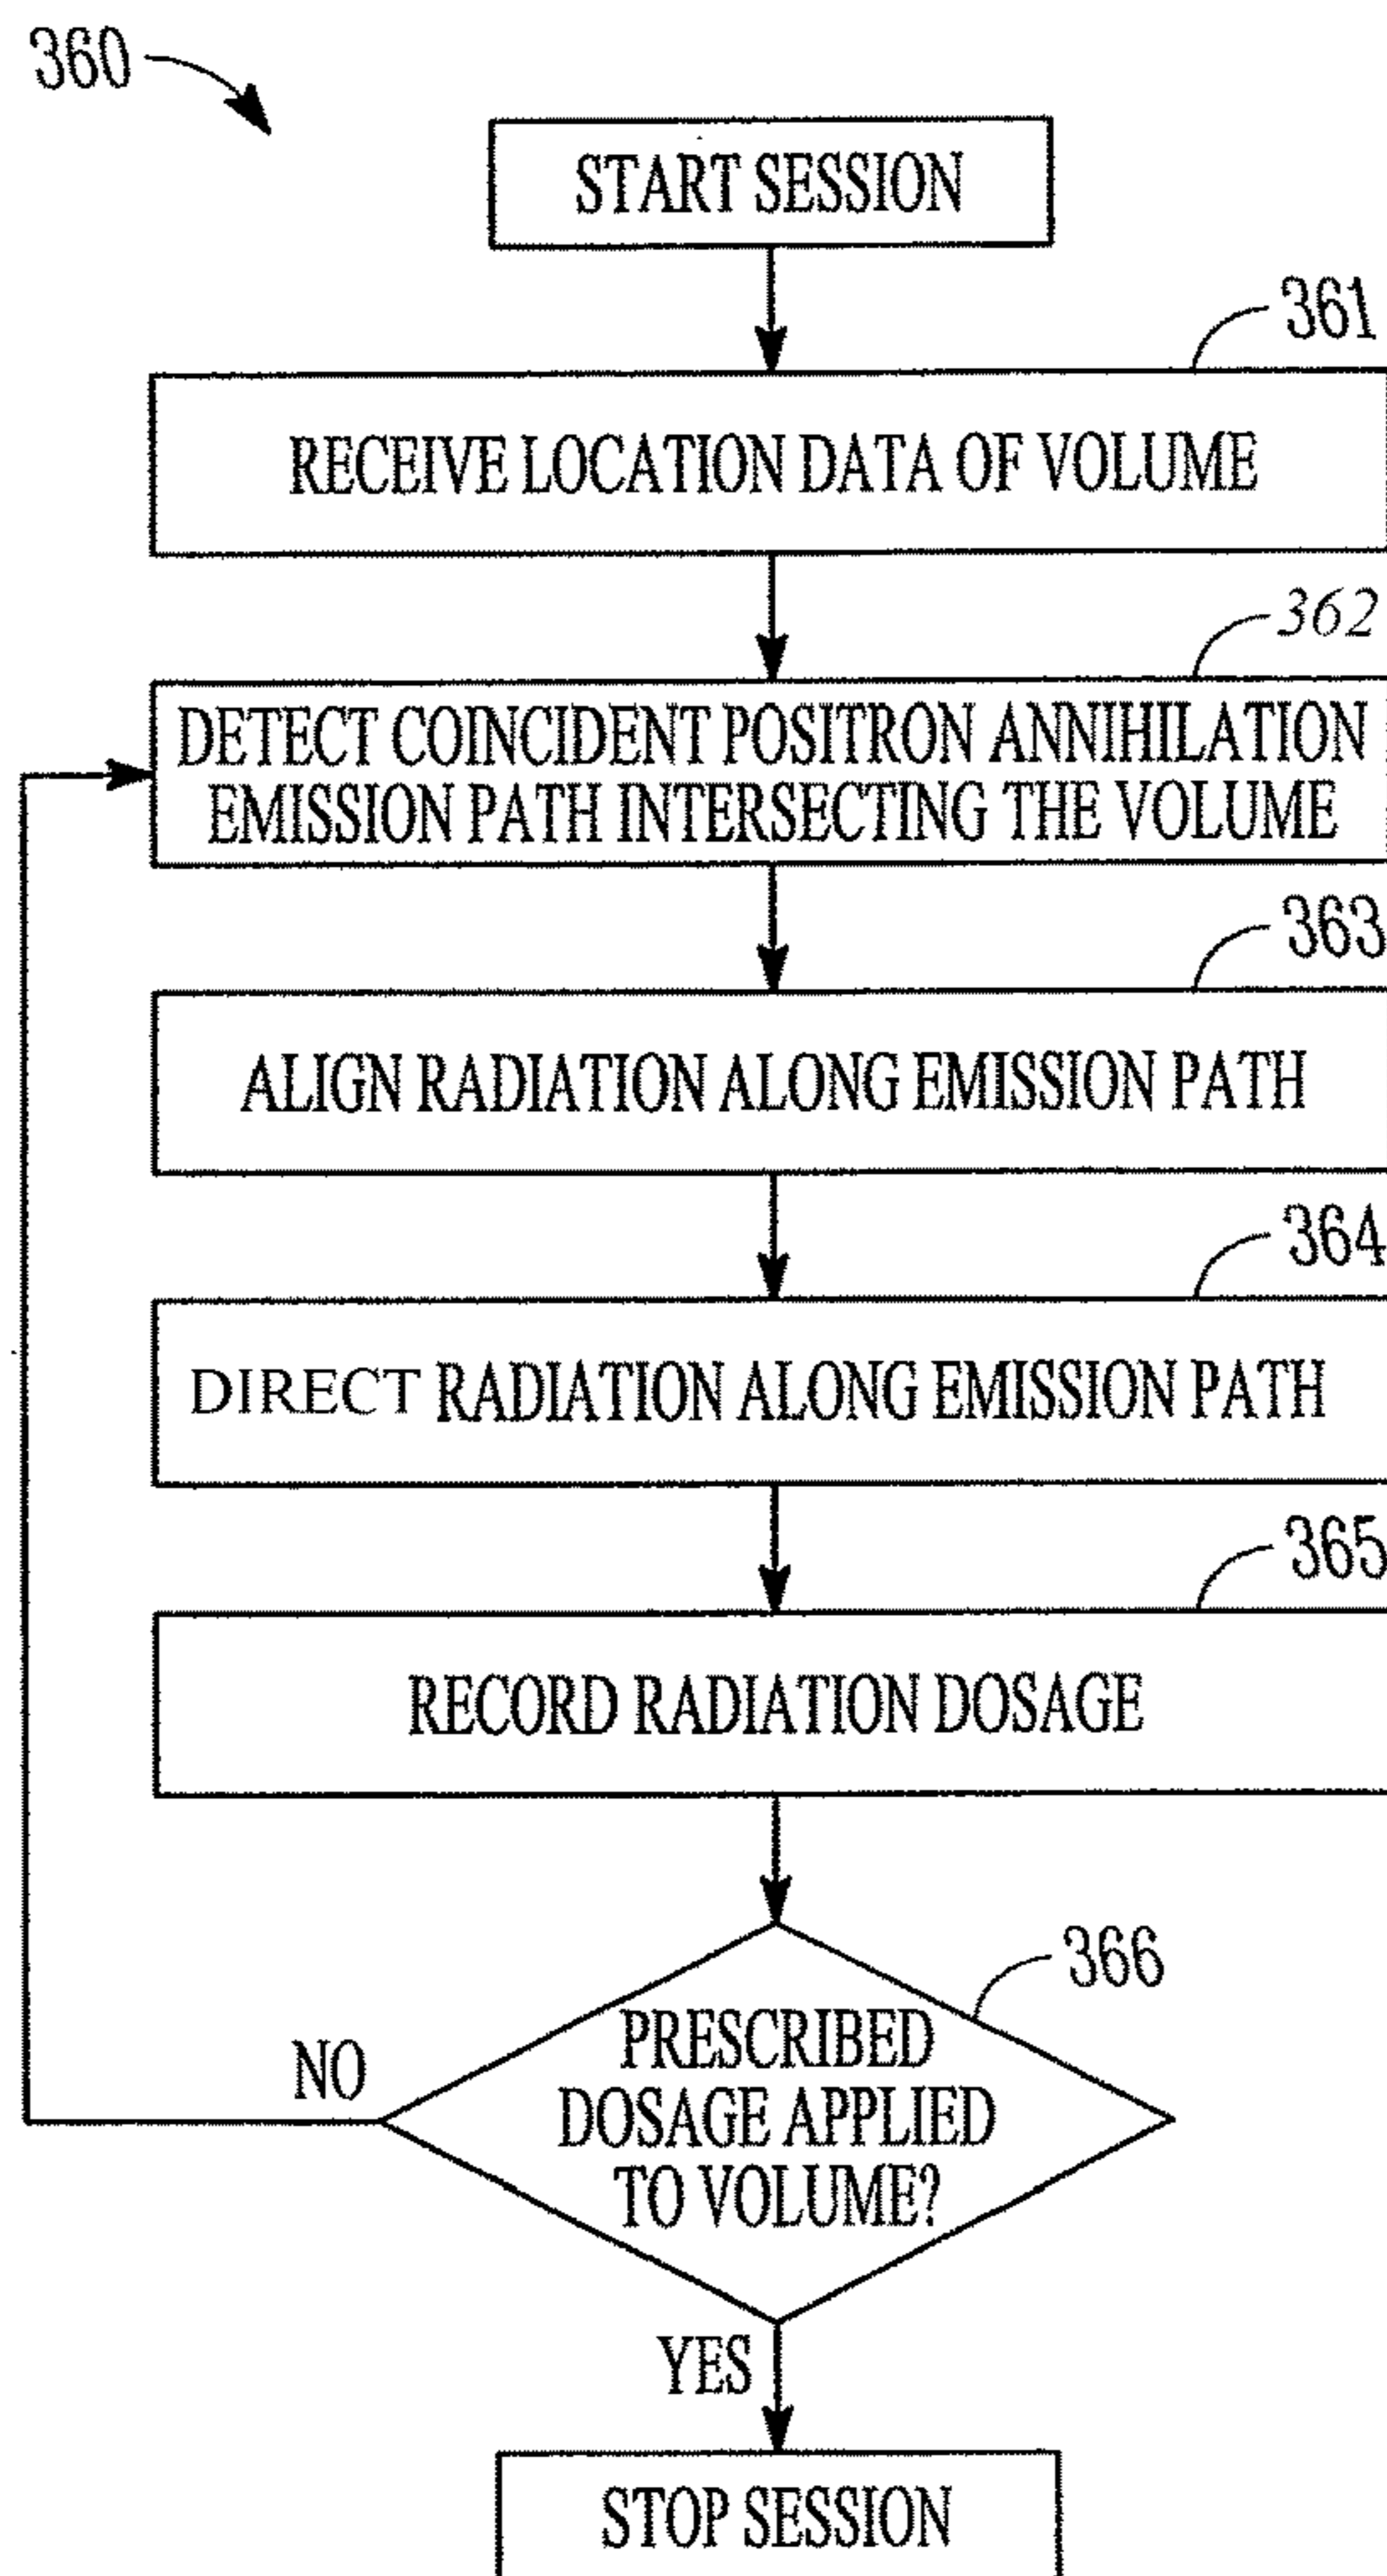 360
START SESSION
361
RECEIVE LOCATION DATA OF VOLUME
362
DETECT COINCIDENT POSITRON ANNIHILATION
EMISSION PATH INTERSECTING THE VOLUME
363
ALIGN RADIATION ALONG EMISSION PATH
364
DIRECT RADIATION ALONG EMISSION PATH
365
RECORD RADIATION DOSAGE
366
PRESCRIBED
DOSAGE APPLIED
TO VOLUME?
NO
YES
STOP SESSION